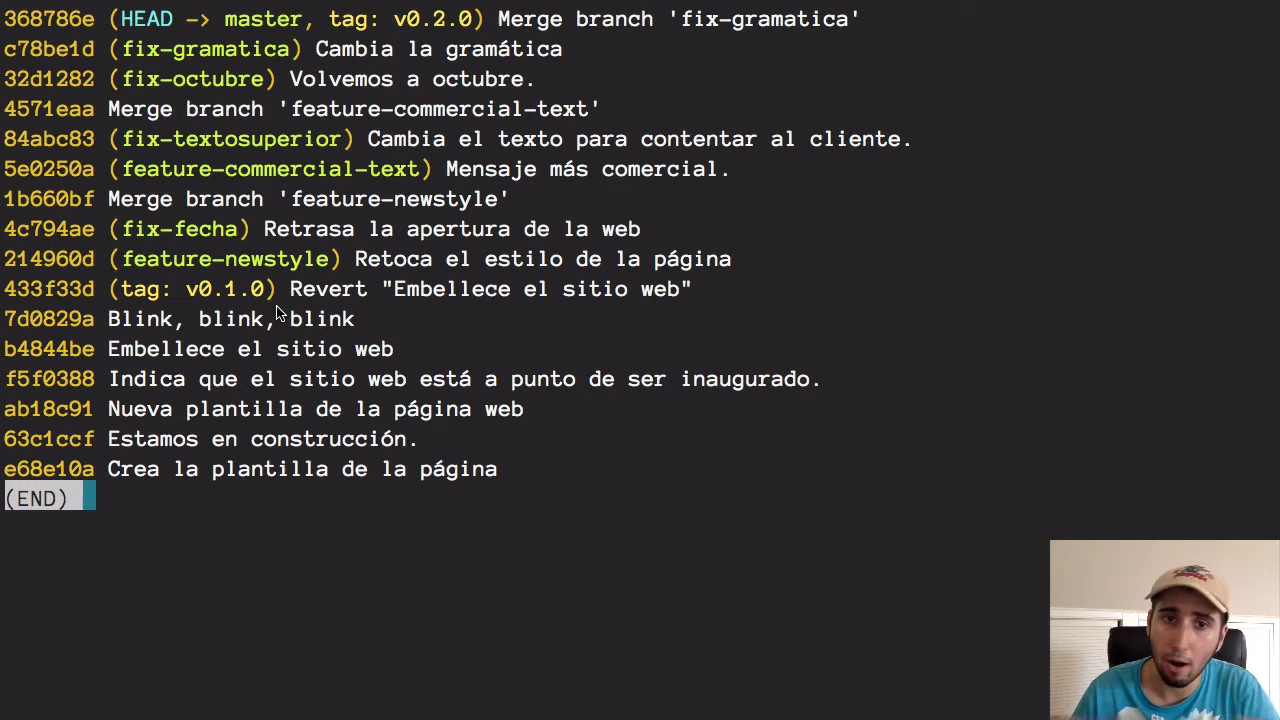 368786e (HEAD -> master, tag: v0.2.0) Merge branch 'fix-gramatica'
c78be1d (fix-gramatica) Cambia la gramática
32d1282 (fix-octubre) Volvemos a octubre.
4571eaa Merge branch 'feature-commercial-text'
84abc83 (fix-textosuperior) Cambia el texto para contentar al cliente.
5e0250a (feature-commercial-text) Mensaje más comercial.
1b660bf Merge branch 'feature-newstyle'
4c794ae (fix-fecha) Retrasa la apertura de la web
214960d (feature-newstyle) Retoca el estilo de la página
433f33d (tag: v0.1.0) Revert "Embellece el sitio web"
7d0829a Blink, blink, blink
b4844be Embellece el sitio web
f5f0388 Indica que el sitio web está a punto de ser inaugurado.
ab18c91 Nueva plantilla de la página web
63c1ccf Estamos en construcción.
e68e10a Crea la plantilla de la página
(END)